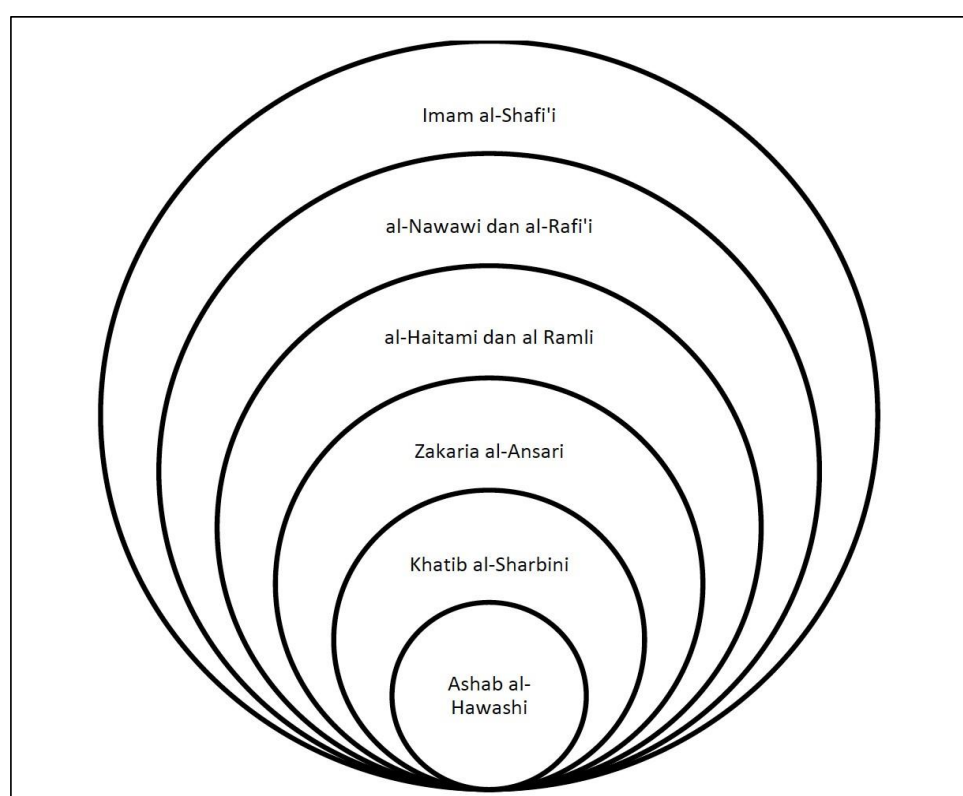 Imam al-Shafi'i
al-Nawawi dan al-Rafi'i
al-Haitami dan al Ramli
Zakaria al-Ansari
Khatib al-Sharbini
Ashab al-
Hawashi